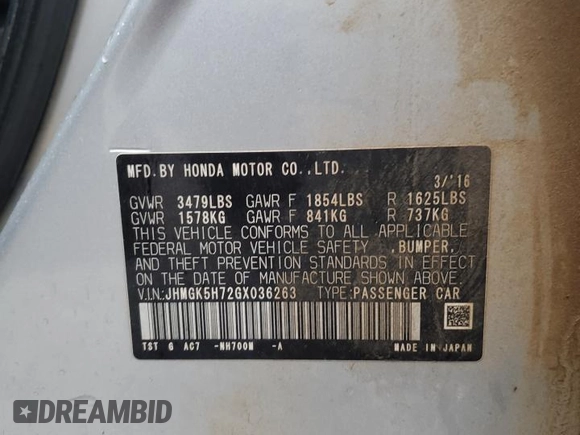 MFD.BY HONDA MOTOR CO.,LTD.
3/'16
GVWR 3479LBS GAWR F 1854LBS R 1625LBS
GVWR 1578KG GAWR F 841KG R 737KG
THIS VEHICLE CONFORMS TO ALL APPLICABLE
FEDERAL MOTOR VEHICLE SAFETY ,BUMPER,
AND THEFT PREVENTION STANDARDS IN EFFECT
ON THE DATE OF MANUFACTURE SHOWN ABOVE.
V.I.N:JHMGK5H72GX036263 TYPE:PASSENGER CAR
TST G AC7 -NH700M -A
MADE IN JAPAN
DREAMBID